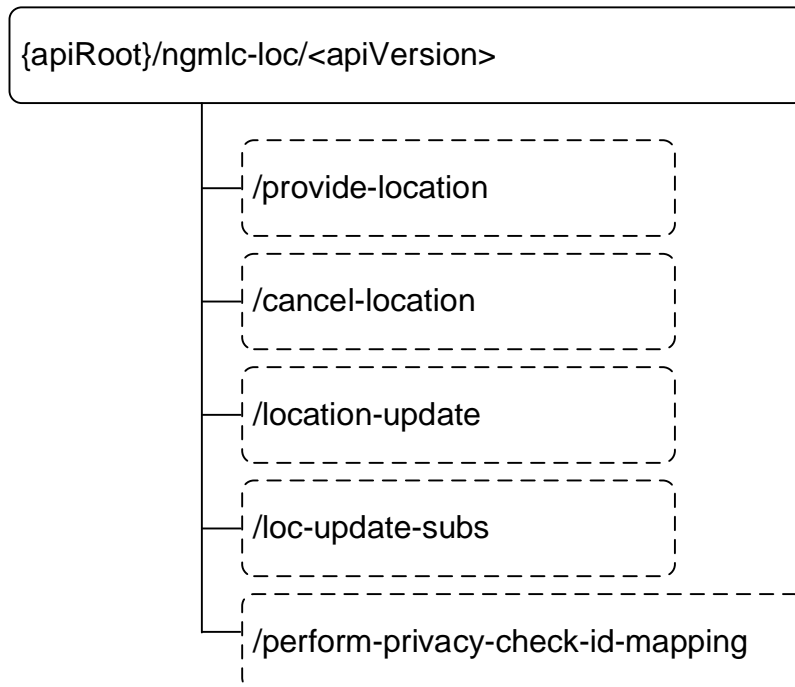 {apiRoot}/ngmlc-loc/<apiVersion>
/provide-location
/cancel-location
/location-update
/loc-update-subs
/perform-privacy-check-id-mapping